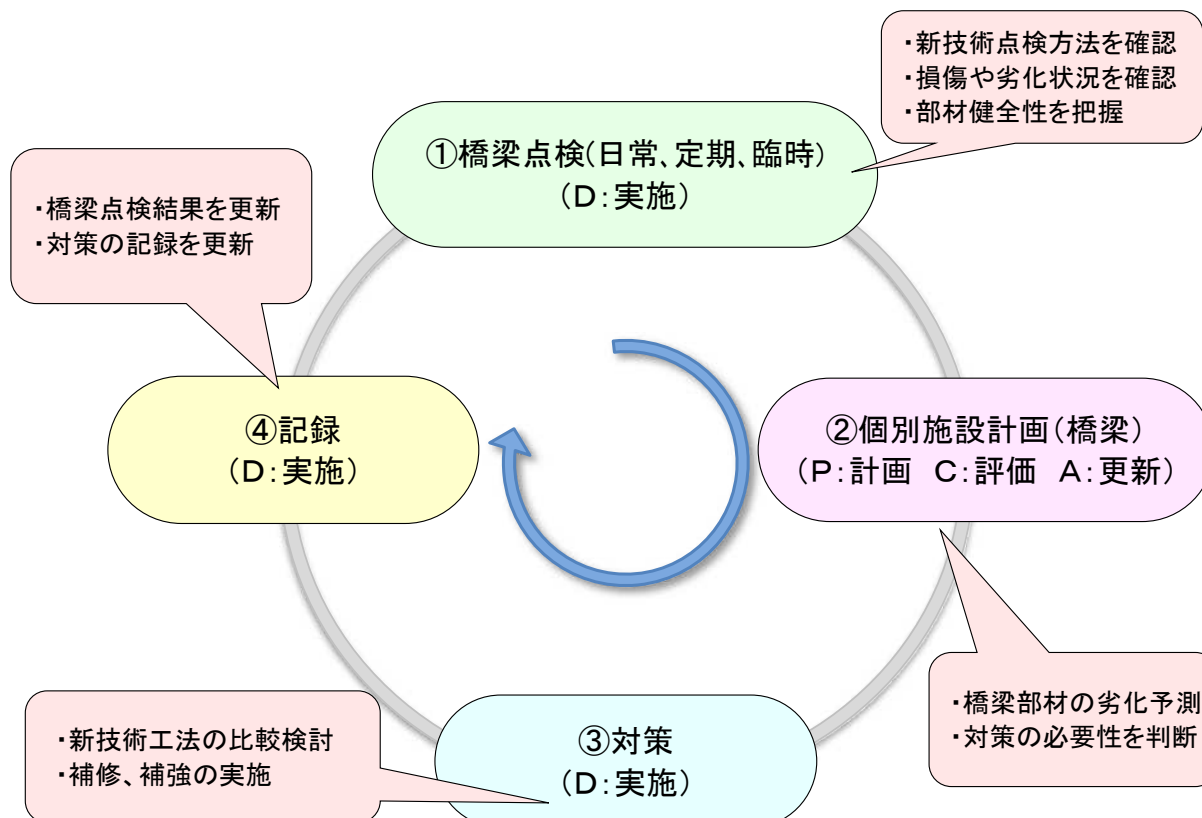 ・新技術点検方法を確認
・損傷や劣化状況を確認
・部材健全性を把握
①橋梁点検(日常、定期、臨時)
(D:実施)
・橋梁点検結果を更新
・対策の記録を更新
④記録
(D:実施)
②個別施設計画(橋梁)
(P:計画 C:評価 A:更新)
・橋梁部材の劣化予測
・対策の必要性を判断
③対策
(D:実施)
・新技術工法の比較検討
・補修、補強の実施